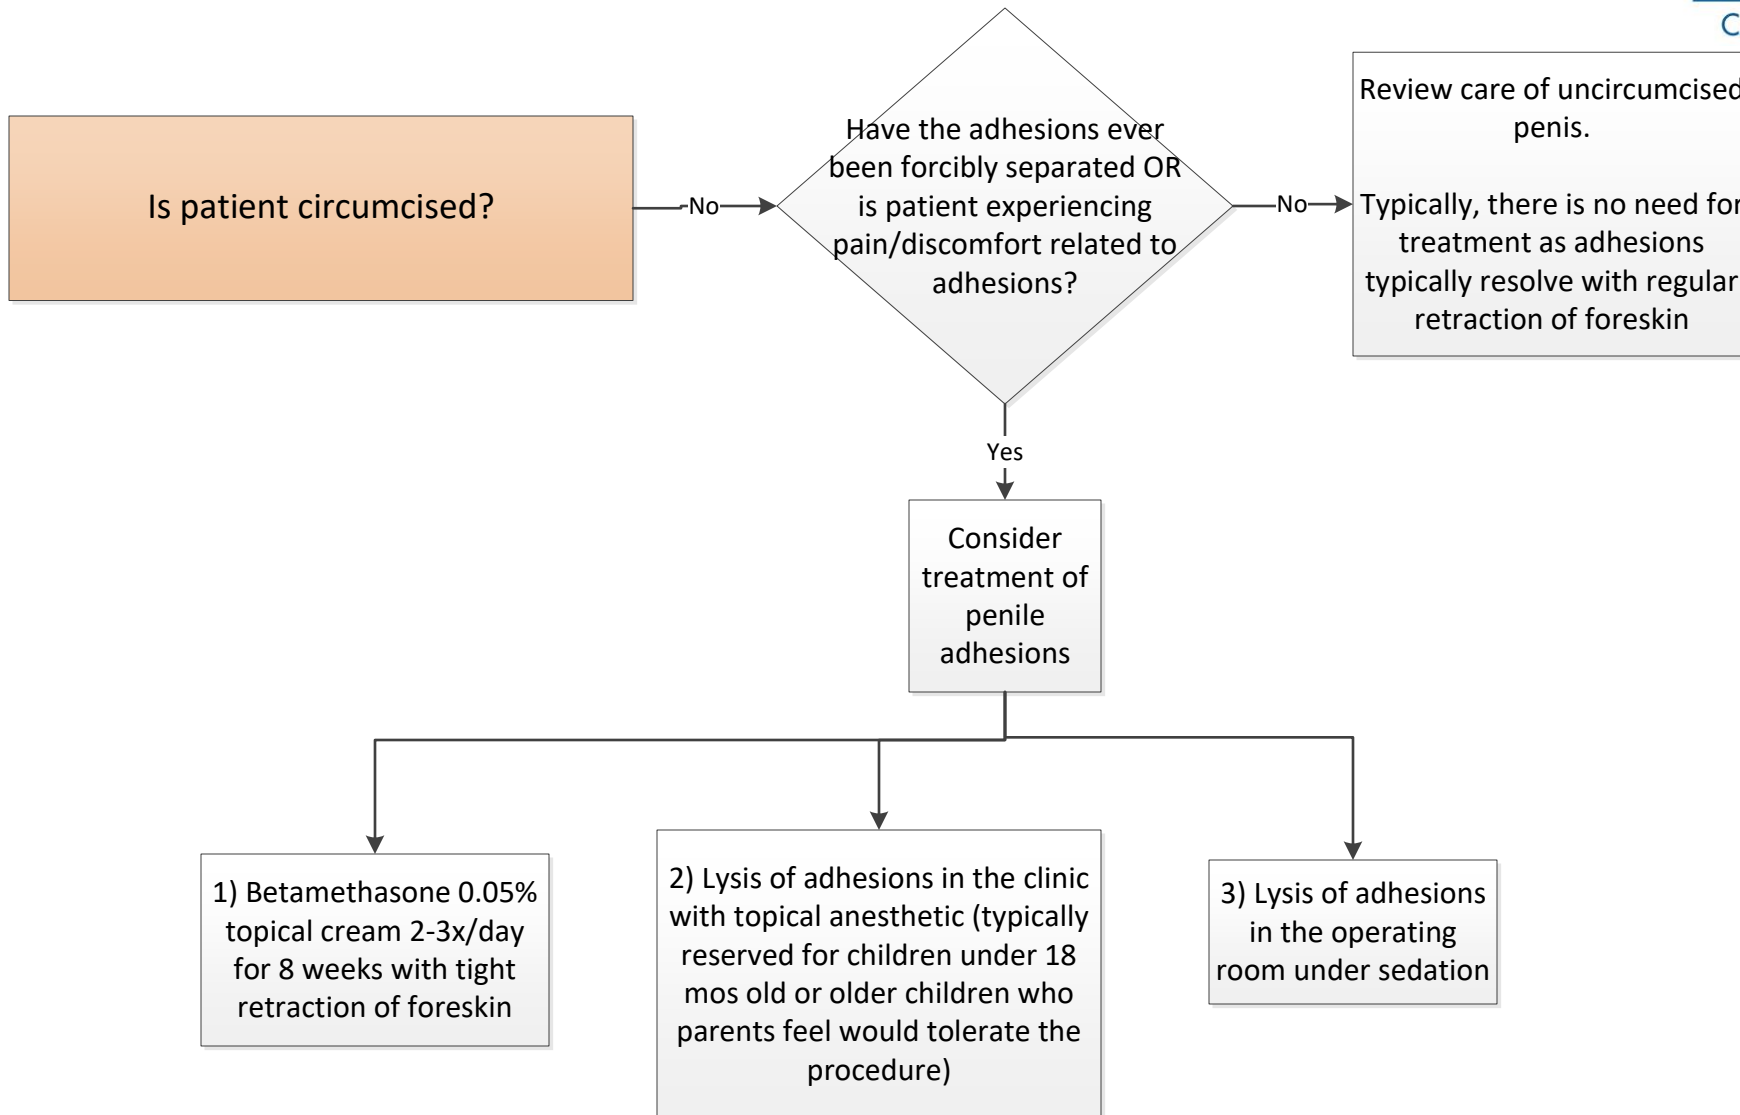 Is patient circumcised?
No
Have the adhesions ever
been forcibly separated OR
is patient experiencing
pain/discomfort related to
adhesions?
No
Review care of uncircumcised
penis.
Typically, there is no need for
treatment as adhesions
typically resolve with regular
retraction of foreskin
Yes
Consider
treatment of
penile
adhesions
1) Betamethasone 0.05%
topical cream 2-3x/day
for 8 weeks with tight
retraction of foreskin
2) Lysis of adhesions in the clinic
with topical anesthetic (typically
reserved for children under 18
mos old or older children who
parents feel would tolerate the
procedure)
3) Lysis of adhesions
in the operating
room under sedation